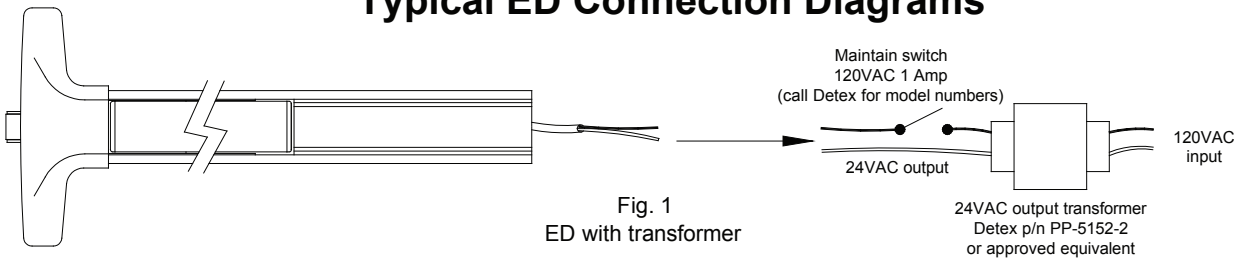 Typical ED Connection Diagrams
Maintain switch
120VAC 1 Amp
(call Detex for model numbers)
24VAC output
120VAC
input
Fig. 1
ED with transformer
24VAC output transformer
Detex p/n PP-5152-2
or approved equivalent